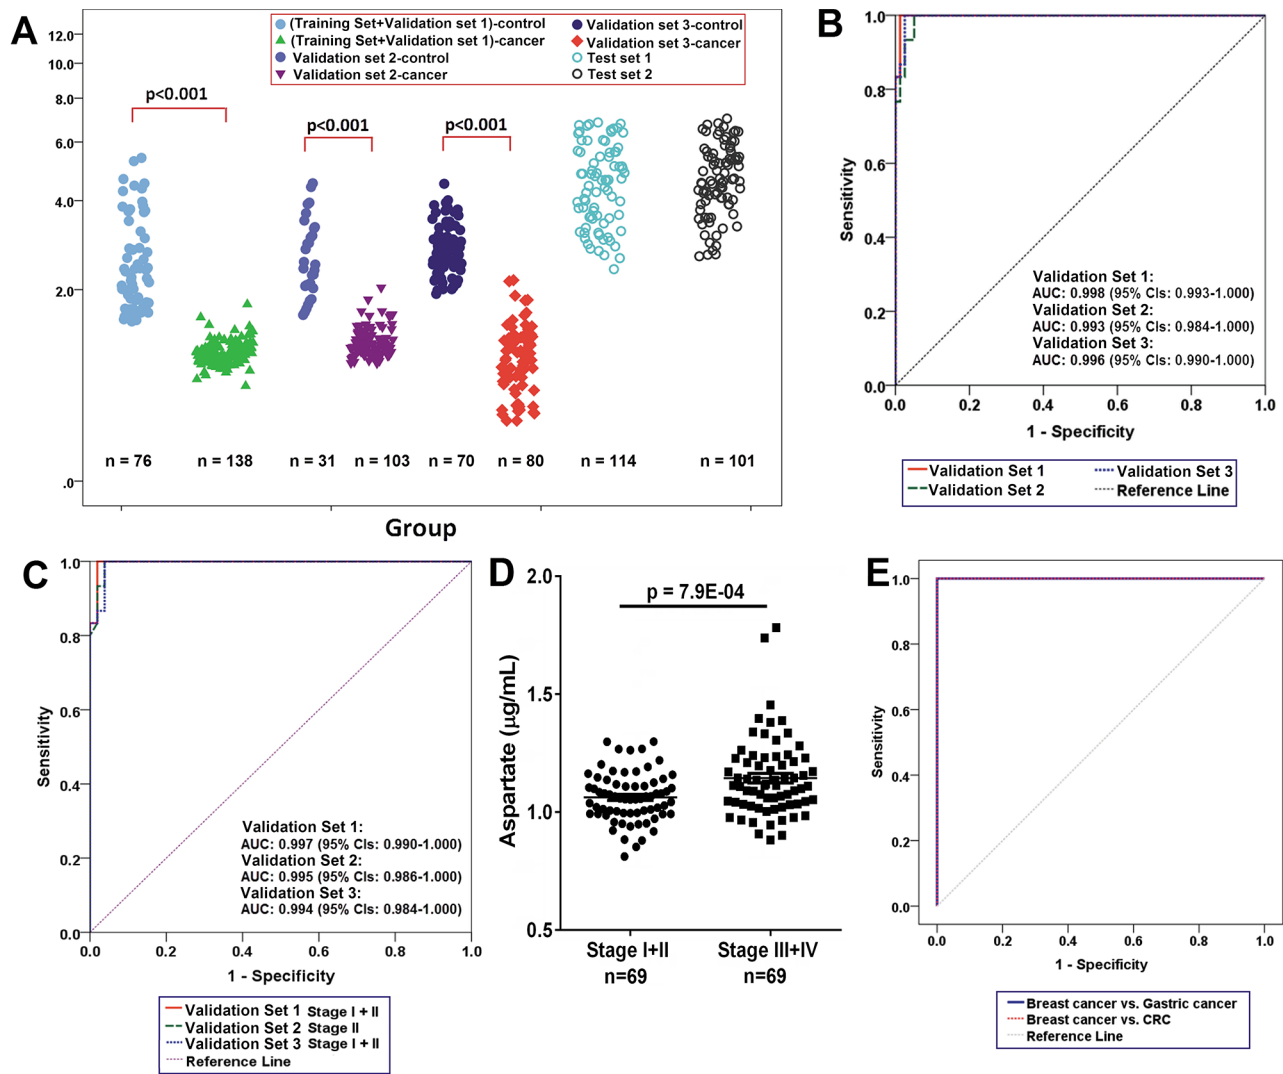 A
(Training Set+Validation set 1)-control
(Training Set+Validation set 1)-cancer
Validation set 2-control
Validation set 2-cancer
Validation set 3-control
Validation set 3-cancer
Test set 1
Test set 2
12.0
10.0
8.0
6.0
4.0
2.0
.0
p<0.001
p<0.001
p<0.001
n = 76
n = 138
n = 31
n = 103
n = 70
n = 80
n = 114
n = 101
Group
B
1.0
0.8
0.6
0.4
0.2
0.0
Sensitivity
Validation Set 1:
AUC: 0.998 (95% CIs: 0.993-1.000)
Validation Set 2:
AUC: 0.993 (95% CIs: 0.984-1.000)
Validation Set 3:
AUC: 0.996 (95% CIs: 0.990-1.000)
0.0 0.2 0.4 0.6 0.8 1.0
1 - Specificity
Validation Set 1
Validation Set 2
Validation Set 3
Reference Line
C
1.0
0.8
0.6
0.4
0.2
0.0
Sensitivity
Validation Set 1:
AUC: 0.997 (95% CIs: 0.990-1.000)
Validation Set 2:
AUC: 0.995 (95% CIs: 0.986-1.000)
Validation Set 3:
AUC: 0.994 (95% CIs: 0.984-1.000)
0.0 0.2 0.4 0.6 0.8 1.0
1 - Specificity
Validation Set 1 Stage I + II
Validation Set 2 Stage II
Validation Set 3 Stage I + II
Reference Line
D
2.0
1.5
1.0
0.5
Aspartate (μg/mL)
p = 7.9E-04
Stage I+II
n=69
Stage III+IV
n=69
E
1.0
0.8
0.6
0.4
0.2
0.0
Sensitivity
0.0 0.2 0.4 0.6 0.8 1.0
1 - Specificity
Breast cancer vs. Gastric cancer
Breast cancer vs. CRC
Reference Line